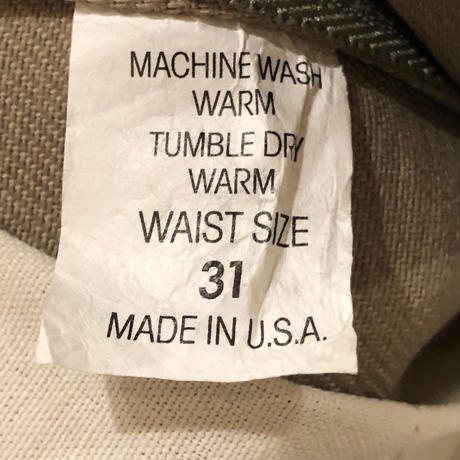 MACHINE WASH
WARM
TUMBLE DRY
WARM
WAIST SIZE
31
MADE IN U.S.A.